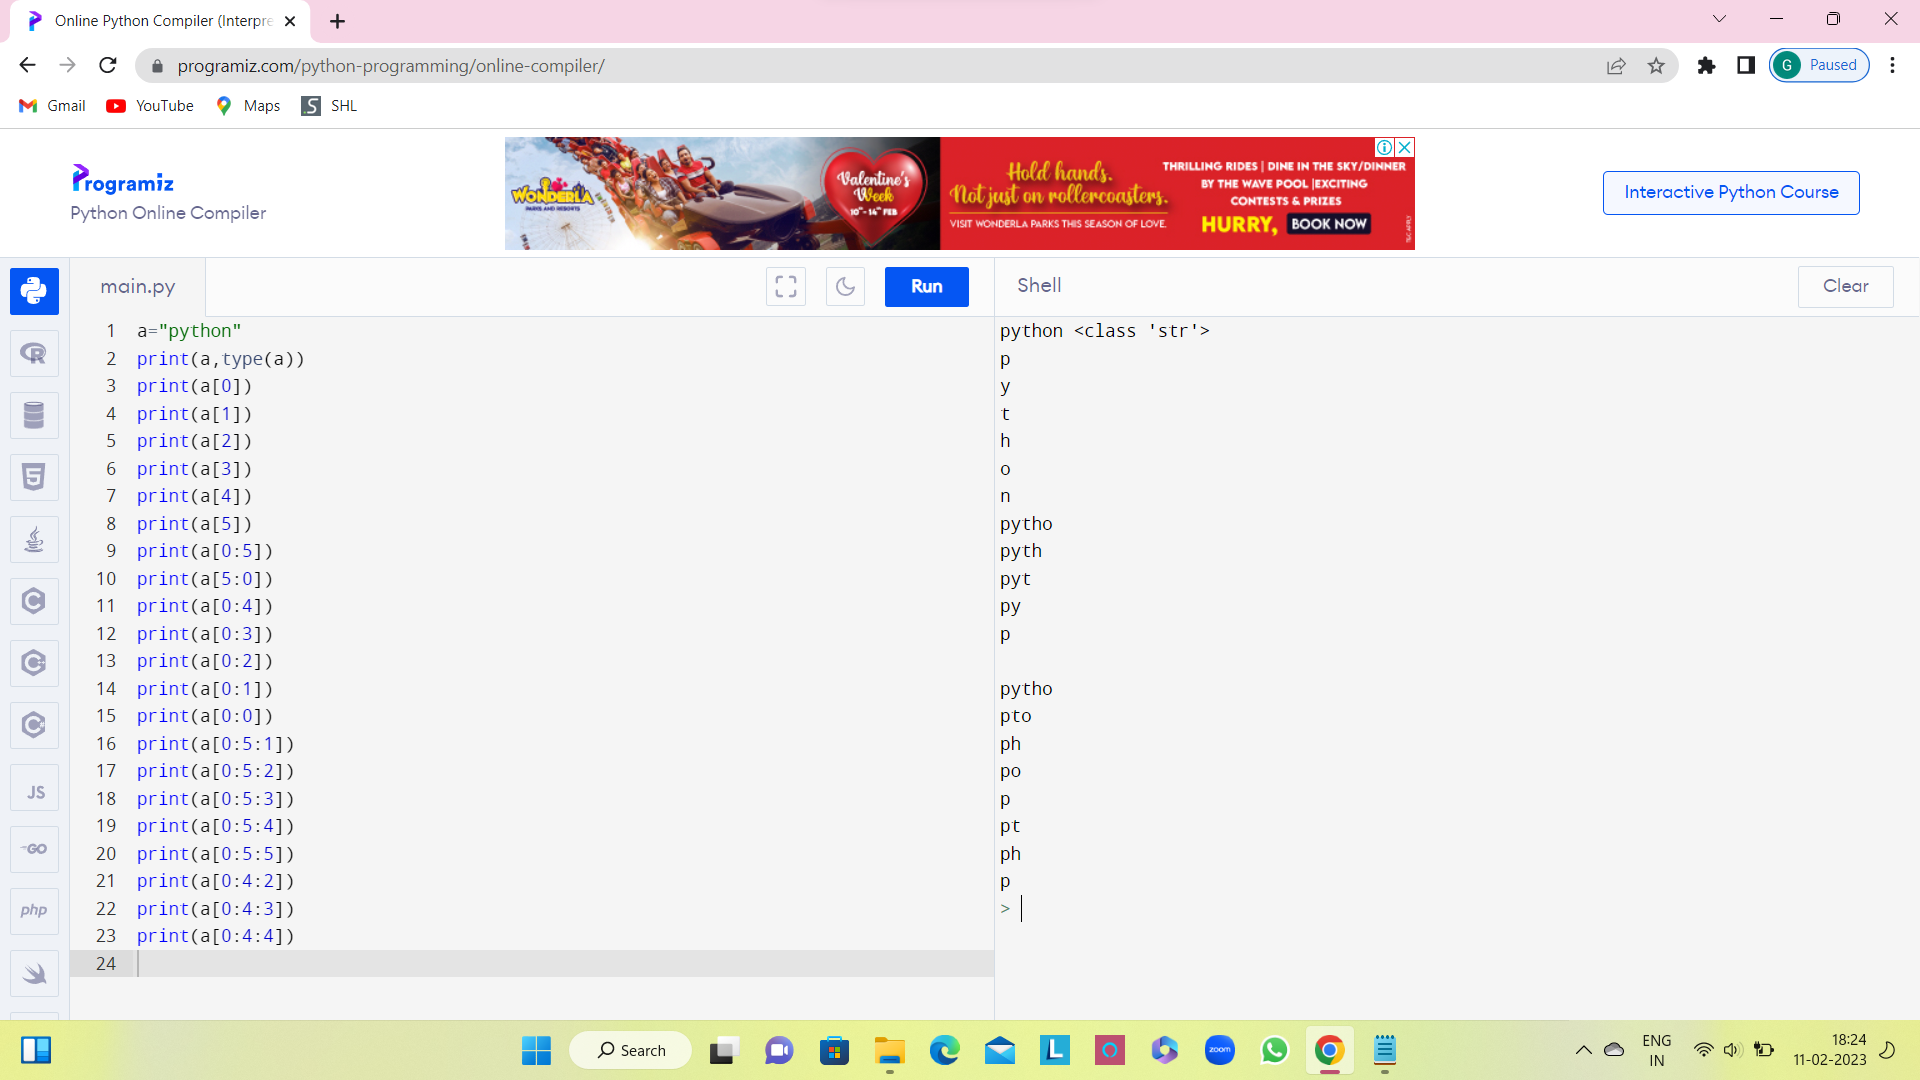 Online Python Compiler (Interpre
programiz.com/python-programming/online-compiler/
G Paused
Gmail YouTube Maps S SHL
Programiz
Python Online Compiler
WONDERLA
PARKS AND RESORTS
Valentine's
Week
10TH - 14TH FEB
Hold hands.
Not just on rollercoasters.
VISIT WONDERLA PARKS THIS SEASON OF LOVE.
THRILLING RIDES | DINE IN THE SKY/DINNER
BY THE WAVE POOL |EXCITING
CONTESTS & PRIZES
HURRY, BOOK NOW
T&C APPLY
Interactive Python Course
main.py
Run
Shell
Clear
1 a="python"
2 print(a,type(a))
3 print(a[0])
4 print(a[1])
5 print(a[2])
6 print(a[3])
7 print(a[4])
8 print(a[5])
9 print(a[0:5])
10 print(a[5:0])
11 print(a[0:4])
12 print(a[0:3])
13 print(a[0:2])
14 print(a[0:1])
15 print(a[0:0])
16 print(a[0:5:1])
17 print(a[0:5:2])
18 print(a[0:5:3])
19 print(a[0:5:4])
20 print(a[0:5:5])
21 print(a[0:4:2])
22 print(a[0:4:3])
23 print(a[0:4:4])
24
python <class 'str'>
p
y
t
h
o
n
pytho
pyth
pyt
py
p
pytho
pto
ph
po
p
pt
ph
p
>
R
5
C
C
C
JS
GO
php
Search
L
zoom
ENG
IN
18:24
11-02-2023